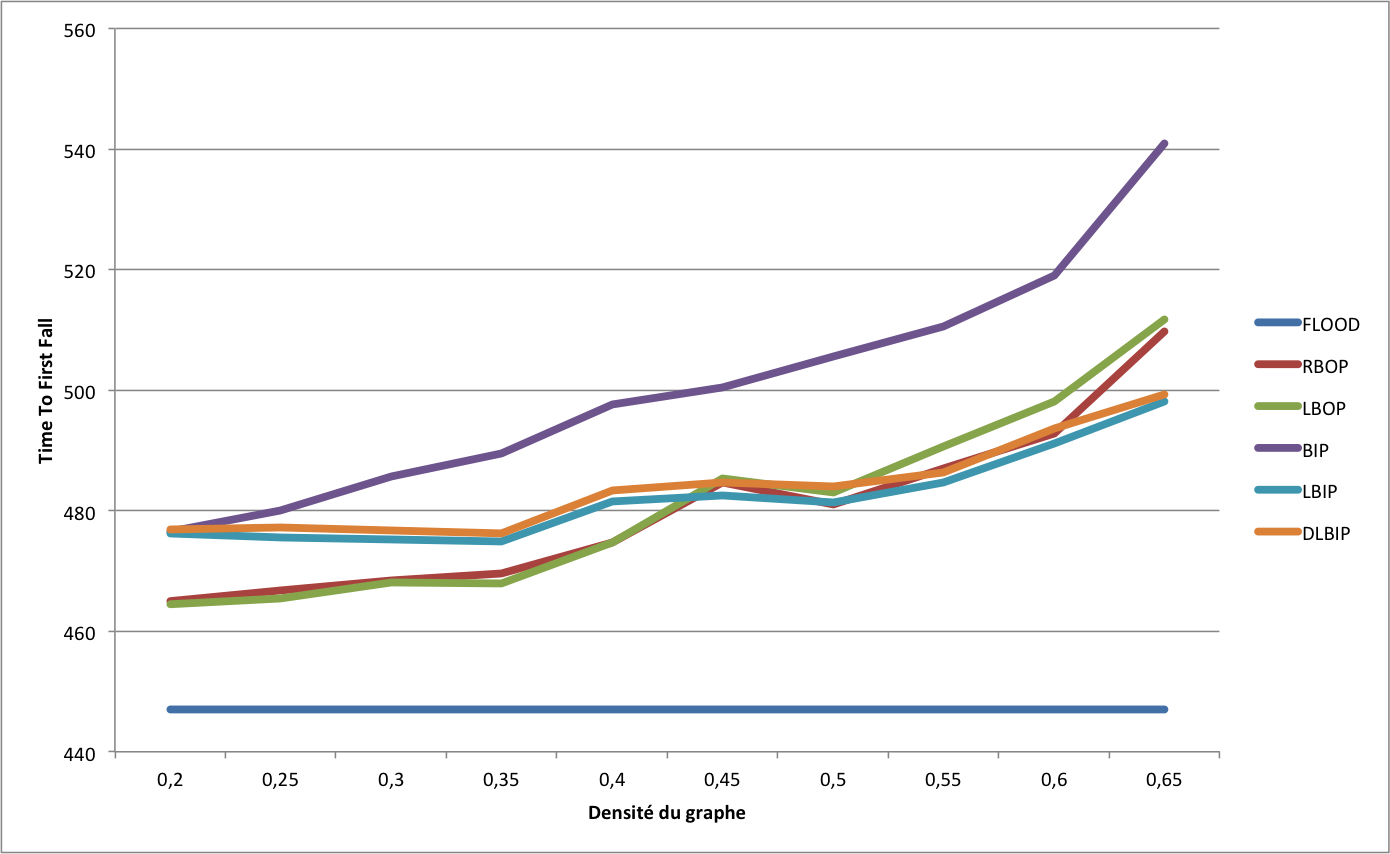 560
540
520
500
480
460
440
Time To First Fall
0,2 0,25 0,3 0,35 0,4 0,45 0,5 0,55 0,6 0,65
Densité du graphe
FLOOD
RBOP
LBOP
BIP
LBIP
DLBIP